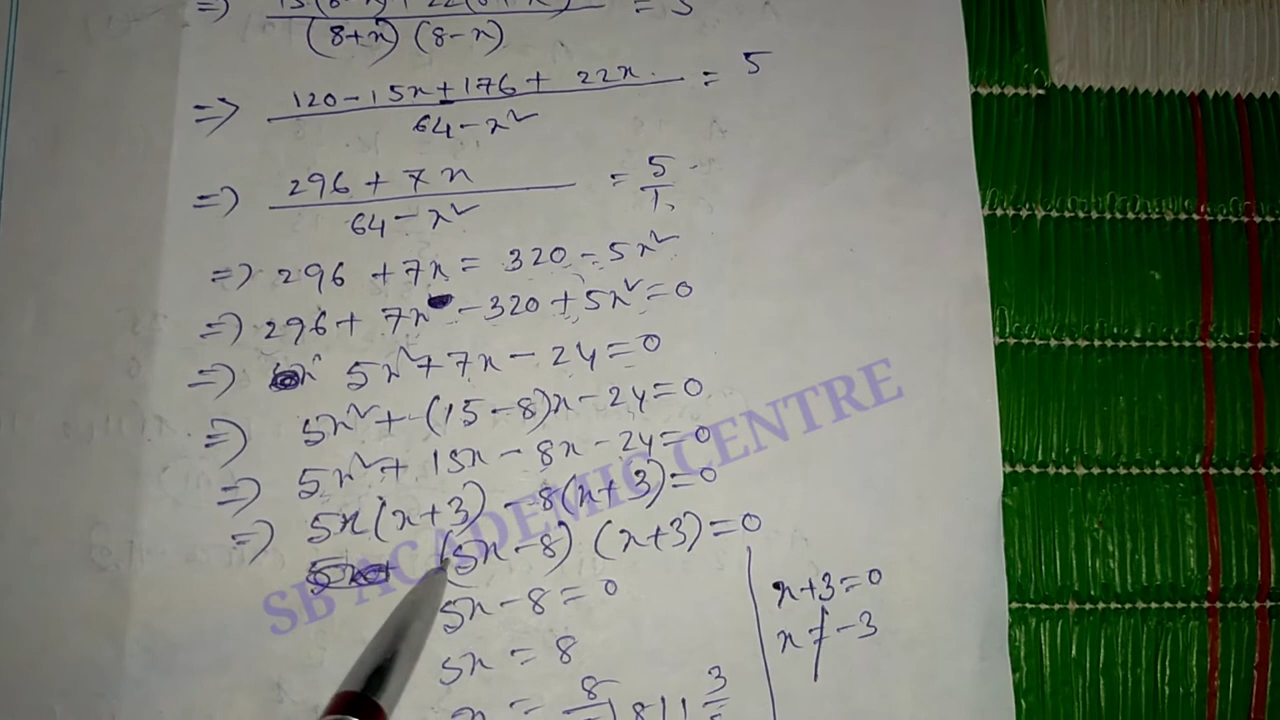 => (8+x) (8-x) = 5
=> 120-15x+176+ 22x / 64-x² = 5
=> 296 + 7x / 64-x² = 5/1
=> 296 +7x = 320 - 5x²
=> 296 + 7x - 320 + 5x² = 0
=> 5x² + 7x - 24 = 0
=> 5x² + (15-8)x - 24 = 0
=> 5x² + 15x - 8x - 24 = 0
=> 5x(x+3) - 8(x+3) = 0
(5x-8) (x+3) = 0
5x-8 = 0
5x = 8
x+3=0
x≠-3
SB ACADEMIC CENTRE